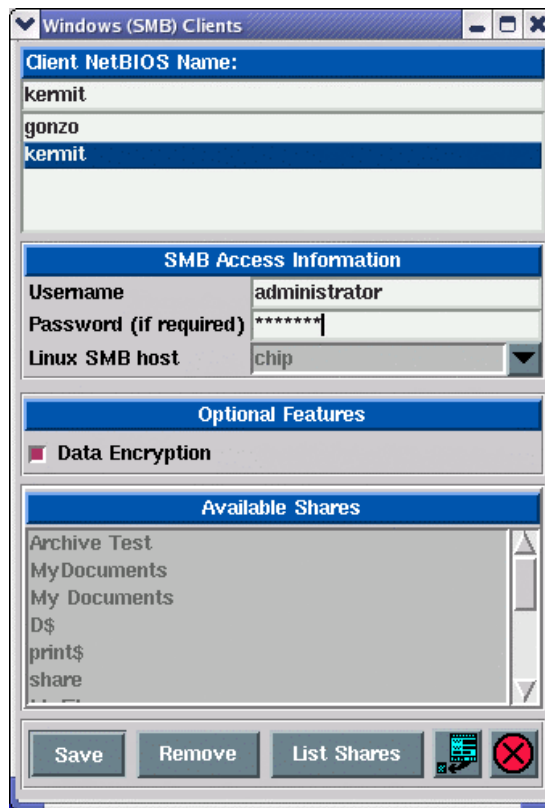 Windows (SMB) Clients
Client NetBIOS Name:
kermit
gonzo
kermit
SMB Access Information
Username administrator
Password (if required) *******
Linux SMB host chip
Optional Features
Data Encryption
Available Shares
Archive Test
MyDocuments
My Documents
D$
print$
share
Save Remove List Shares